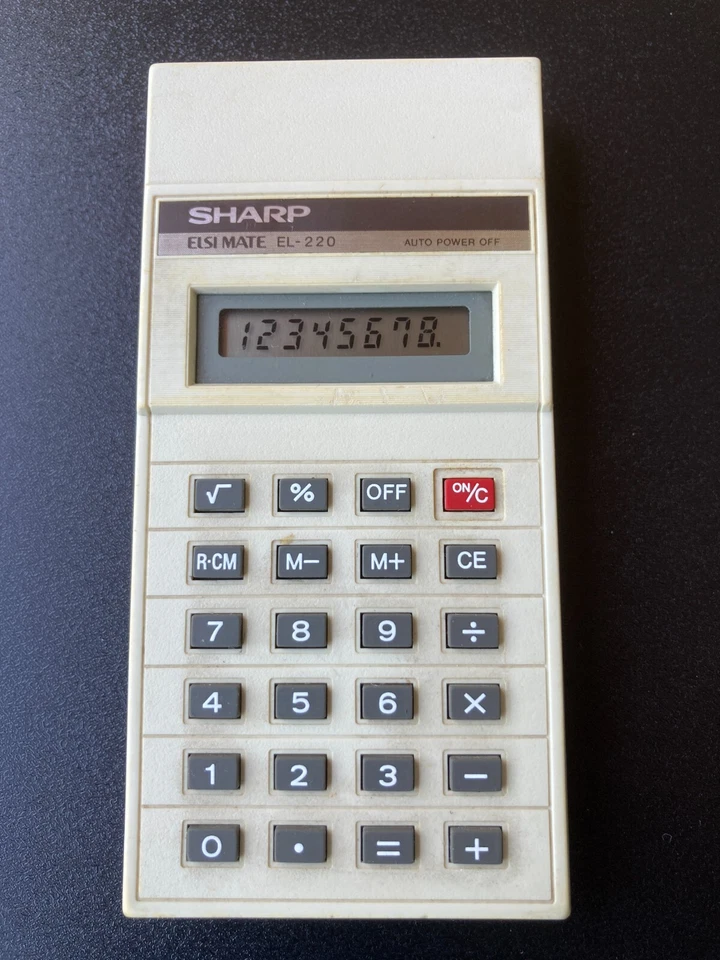 SHARP
ELSI MATE EL-220 AUTO POWER OFF
12345678.
√ % OFF ON/C
R·CM M− M+ CE
7 8 9 ÷
4 5 6 ×
1 2 3 −
0 • = +